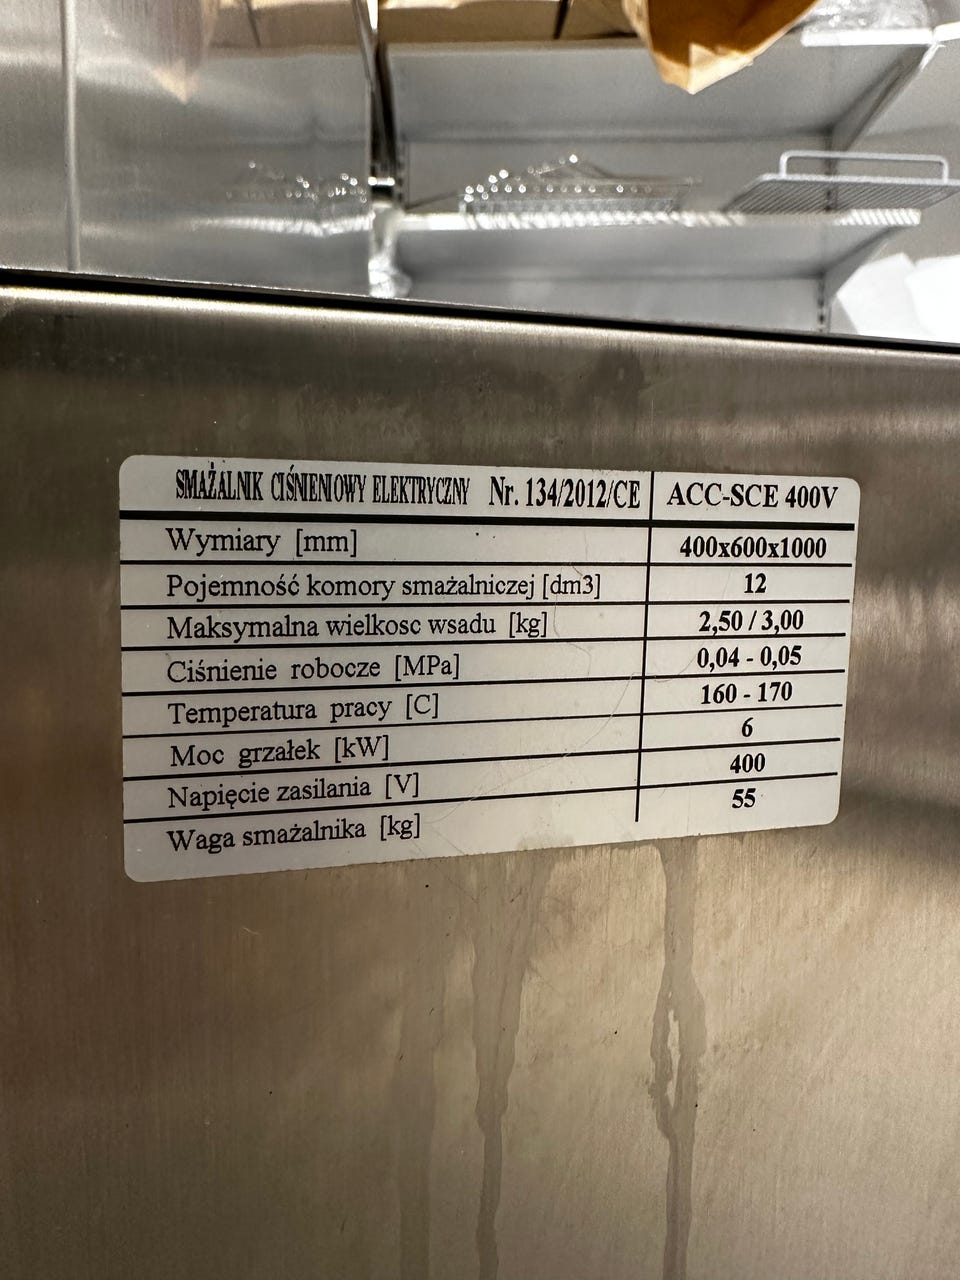 SMAŻALNIK CIŚNIENIOWY ELEKTRYCZNY Nr. 134/2012/CE ACC-SCE 400V
Wymiary [mm] 400x600x1000
Pojemność komory smażalniczej [dm3] 12
Maksymalna wielkosc wsadu [kg] 2,50 / 3,00
Ciśnienie robocze [MPa] 0,04 - 0,05
Temperatura pracy [C] 160 - 170
Moc grzałek [kW] 6
Napięcie zasilania [V] 400
Waga smażalnika [kg] 55